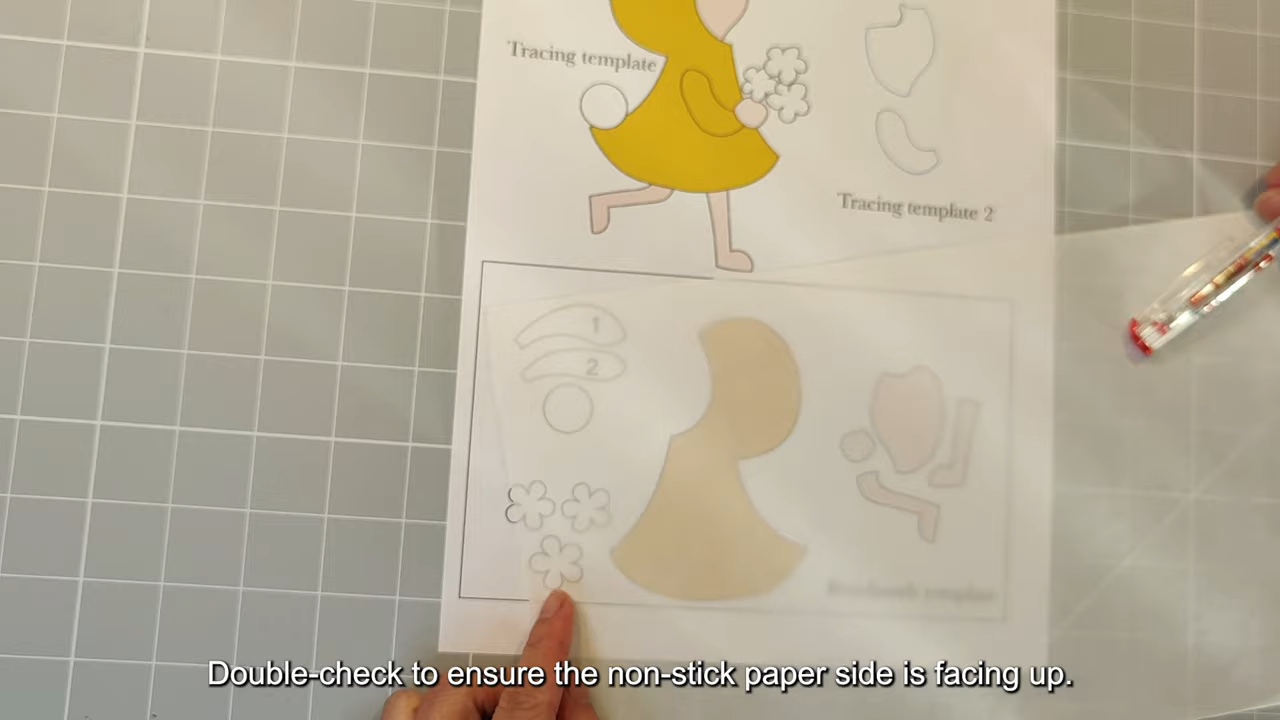 Tracing template
Tracing template 2
1
2
Double-check to ensure the non-stick paper side is facing up.